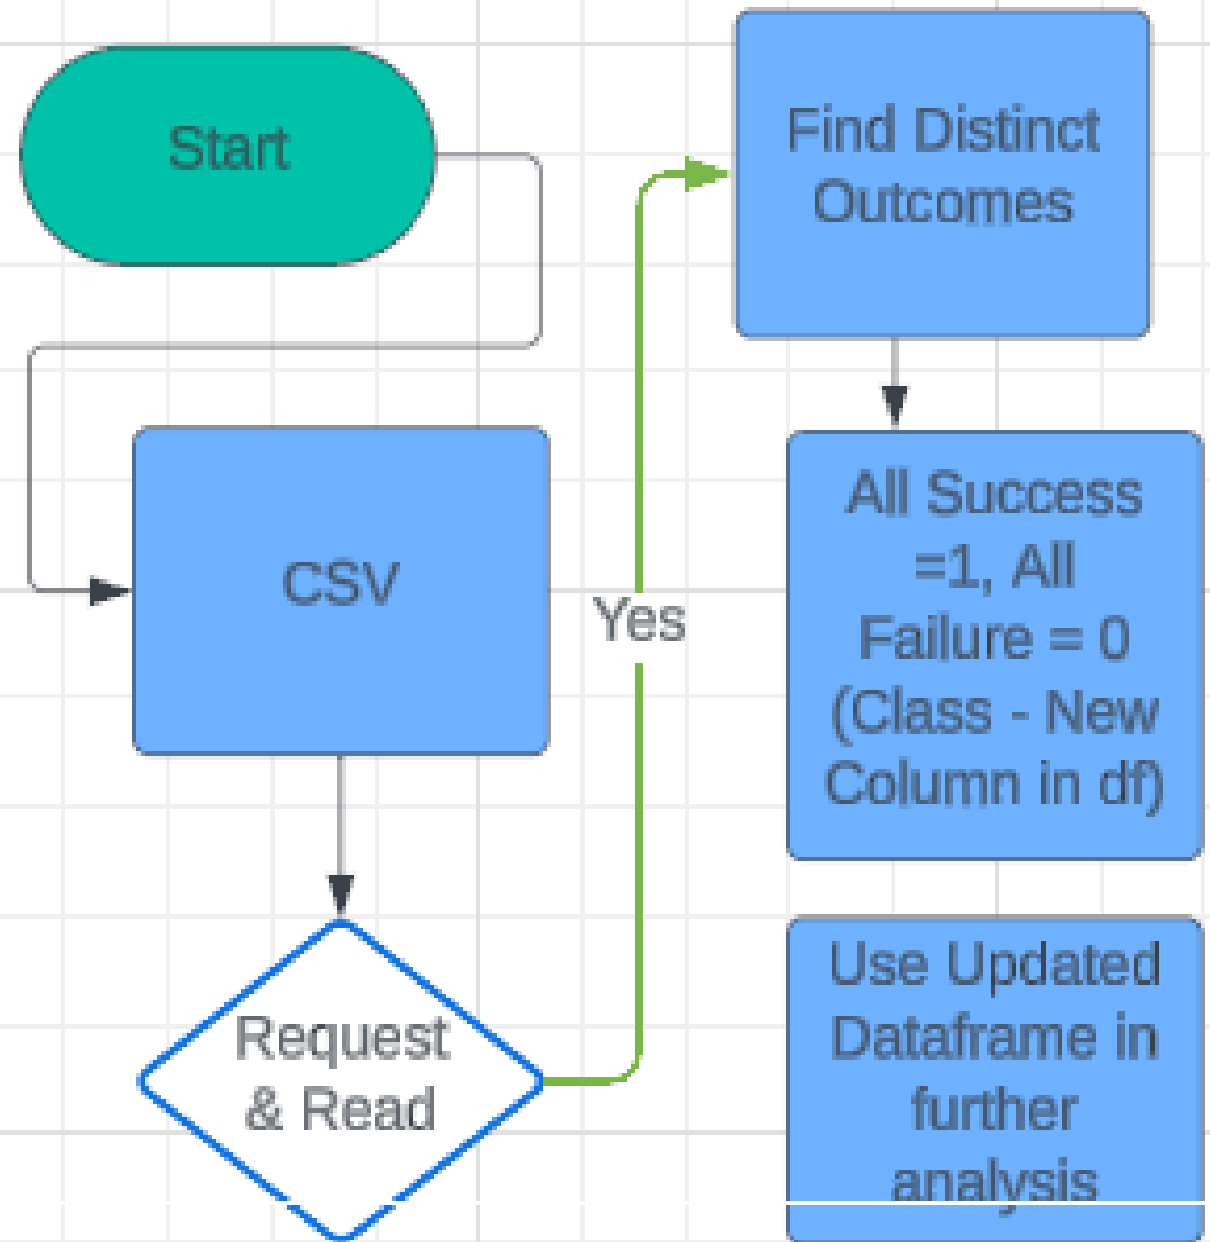 Start
CSV
Request
& Read
Yes
Find Distinct
Outcomes
All Success
=1, All
Failure = 0
(Class - New
Column in df)
Use Updated
Dataframe in
further
analysis